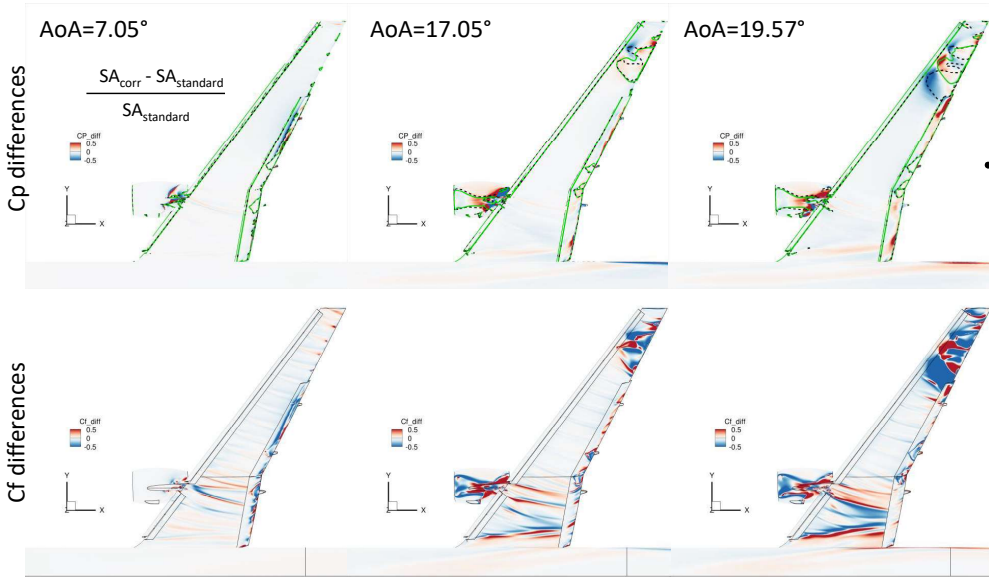 AoA=7.05°
AoA=17.05°
AoA=19.57°
SAcorr - SAstandard
SAstandard
Cp differences
CP_diff
0.5
0
-0.5
Y
Z
X
CP_diff
0.5
0
-0.5
Y
Z
X
CP_diff
0.5
0
-0.5
Y
Z
X
Cf differences
Cf_diff
0.5
0
-0.5
Y
Z
X
Cf_diff
0.5
0
-0.5
Y
Z
X
Cf_diff
0.5
0
-0.5
Y
Z
X